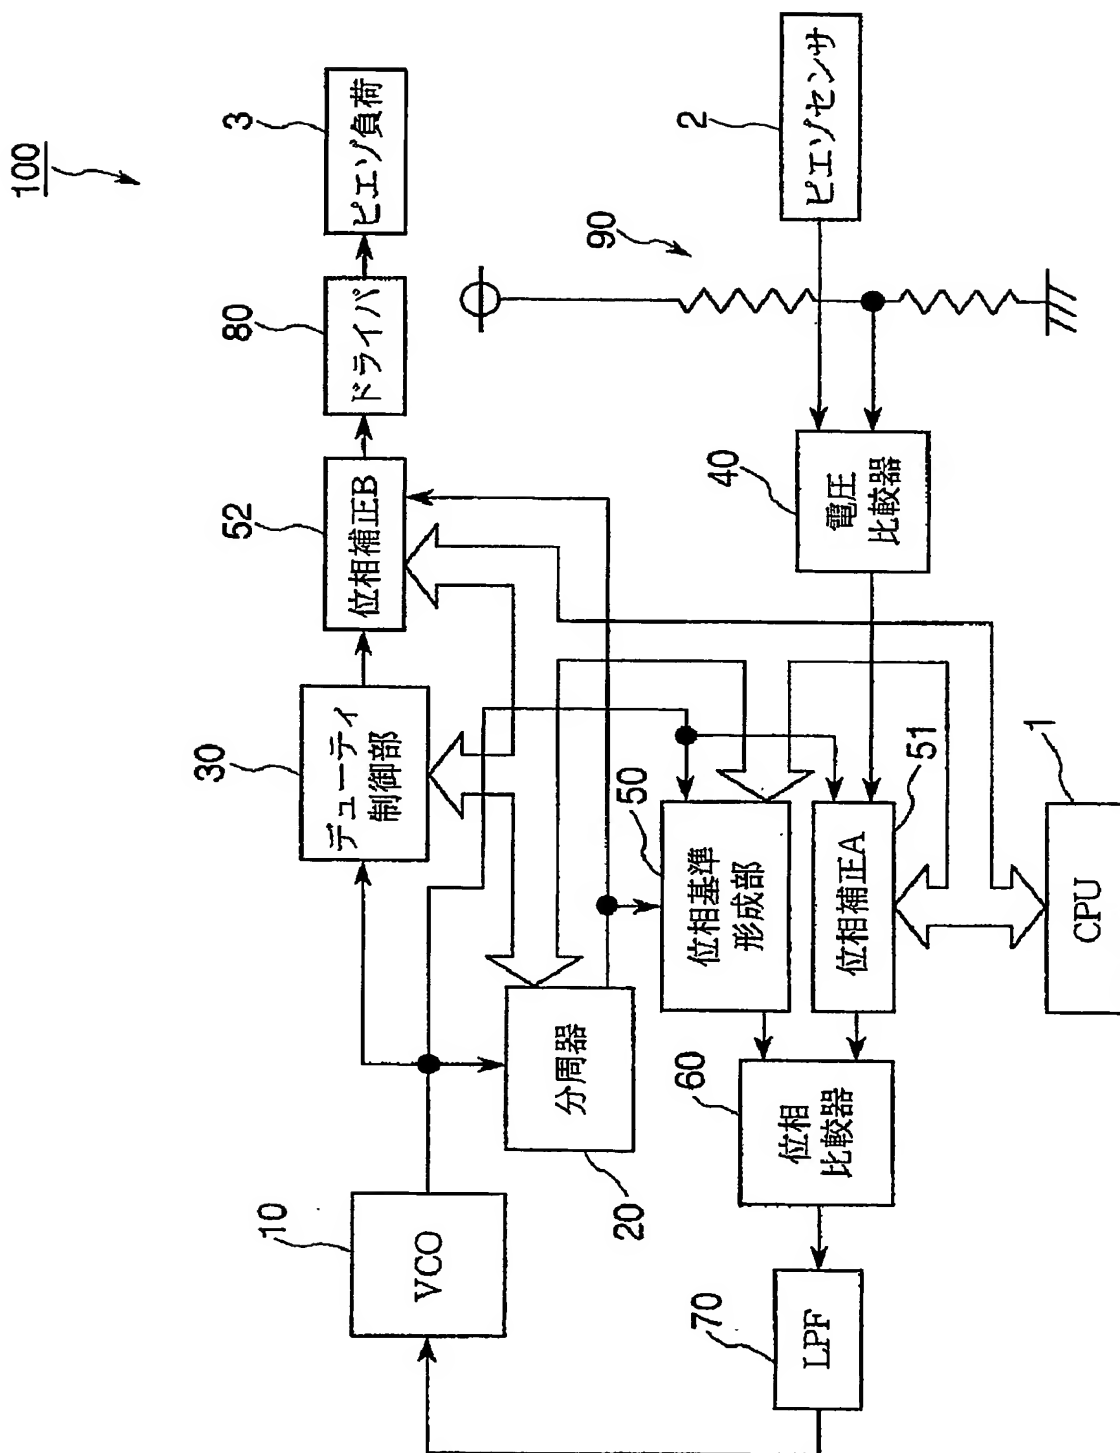 100
10
VCO
20
分周器
30
デューティ
制御部
52
位相補正B
80
ドライバ
3
ピエゾ負荷
70
LPF
60
位相
比較器
50
位相基準
形成部
位相補正A
51
40
電圧
比較器
90
2
ピエゾセンサ
1
CPU